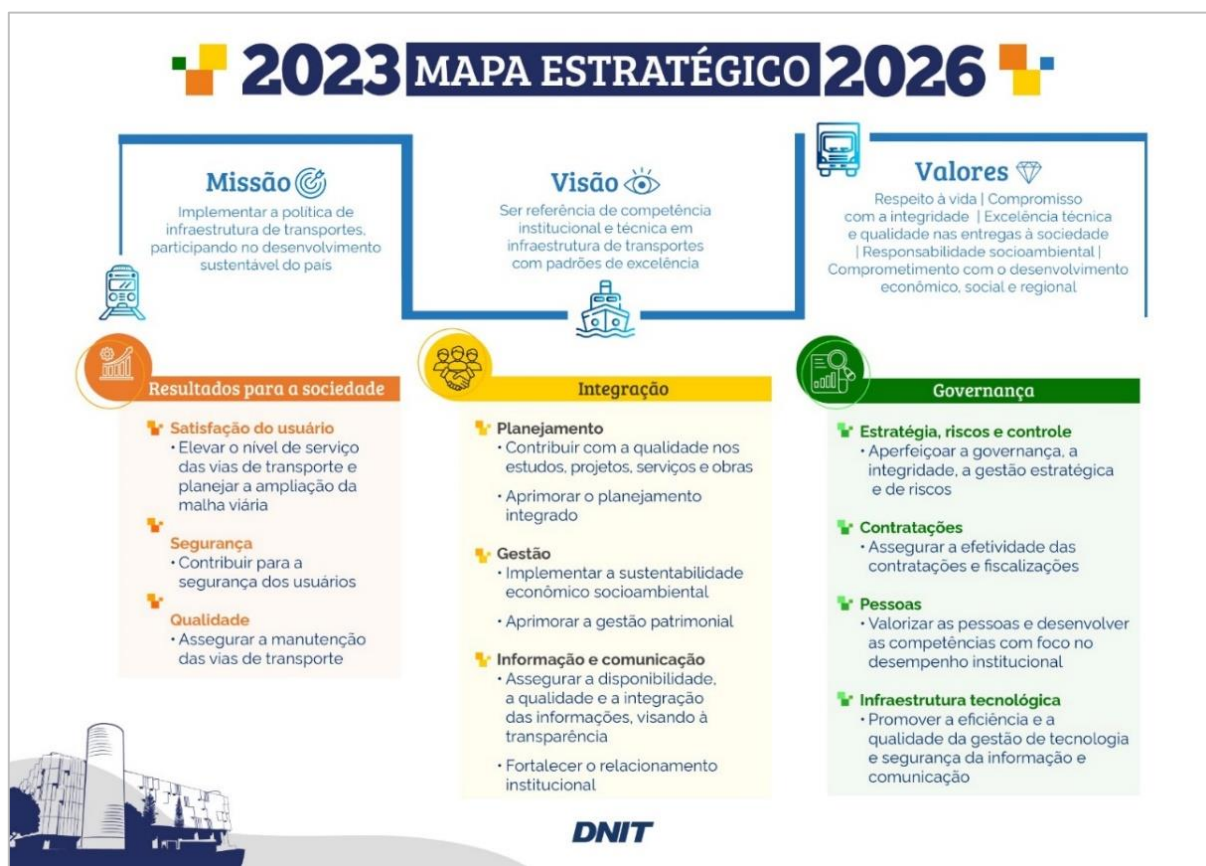 2023 MAPA ESTRATÉGICO 2026
Missão
Implementar a política de
infraestrutura de transportes,
participando no desenvolvimento
sustentável do país
Visão
Ser referência de competência
institucional e técnica em
infraestrutura de transportes
com padrões de excelência
Valores
Respeito à vida | Compromisso
com a integridade | Excelência técnica
e qualidade nas entregas à sociedade
| Responsabilidade socioambiental |
Comprometimento com o desenvolvimento
econômico, social e regional
Resultados para a sociedade
Satisfação do usuário
• Elevar o nível de serviço
das vias de transporte e
planejar a ampliação da
malha viária
Segurança
• Contribuir para a
segurança dos usuários
Qualidade
• Assegurar a manutenção
das vias de transporte
Integração
Planejamento
• Contribuir com a qualidade nos
estudos, projetos, serviços e obras
• Aprimorar o planejamento
integrado
Gestão
• Implementar a sustentabilidade
econômico socioambiental
• Aprimorar a gestão patrimonial
Informação e comunicação
• Assegurar a disponibilidade,
a qualidade e a integração
das informações, visando à
transparência
• Fortalecer o relacionamento
institucional
Governança
Estratégia, riscos e controle
• Aperfeiçoar a governança, a
integridade, a gestão estratégica
e de riscos
Contratações
• Assegurar a efetividade das
contratações e fiscalizações
Pessoas
• Valorizar as pessoas e desenvolver
as competências com foco no
desempenho institucional
Infraestrutura tecnológica
• Promover a eficiência e a
qualidade da gestão de tecnologia
e segurança da informação e
comunicação
DNIT